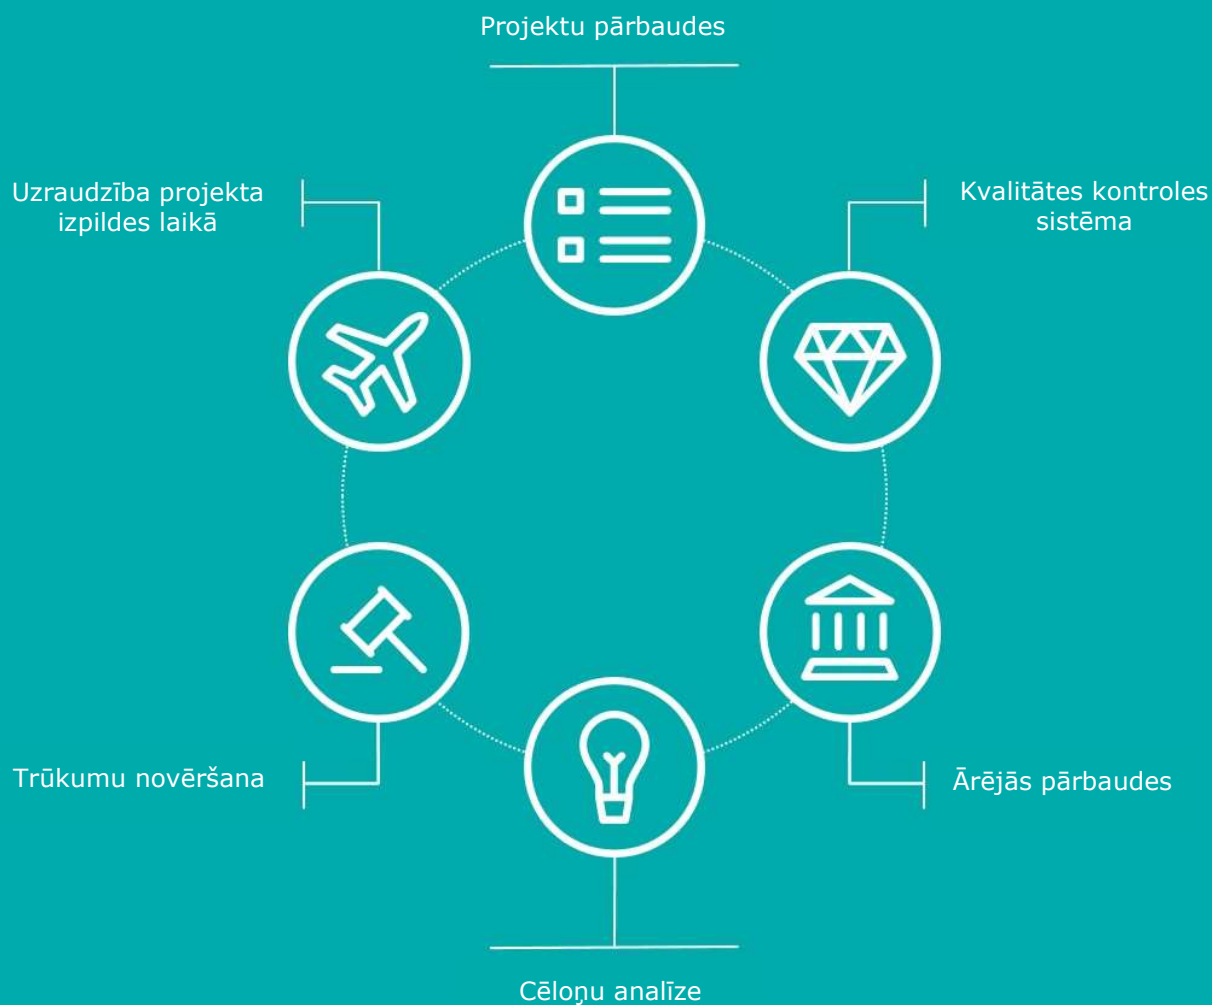 Projektu pārbaudes
Uzraudzība projekta
izpildes laikā
Kvalitātes kontroles
sistēma
Trūkumu novēršana
Ārējās pārbaudes
Cēloņu analīze